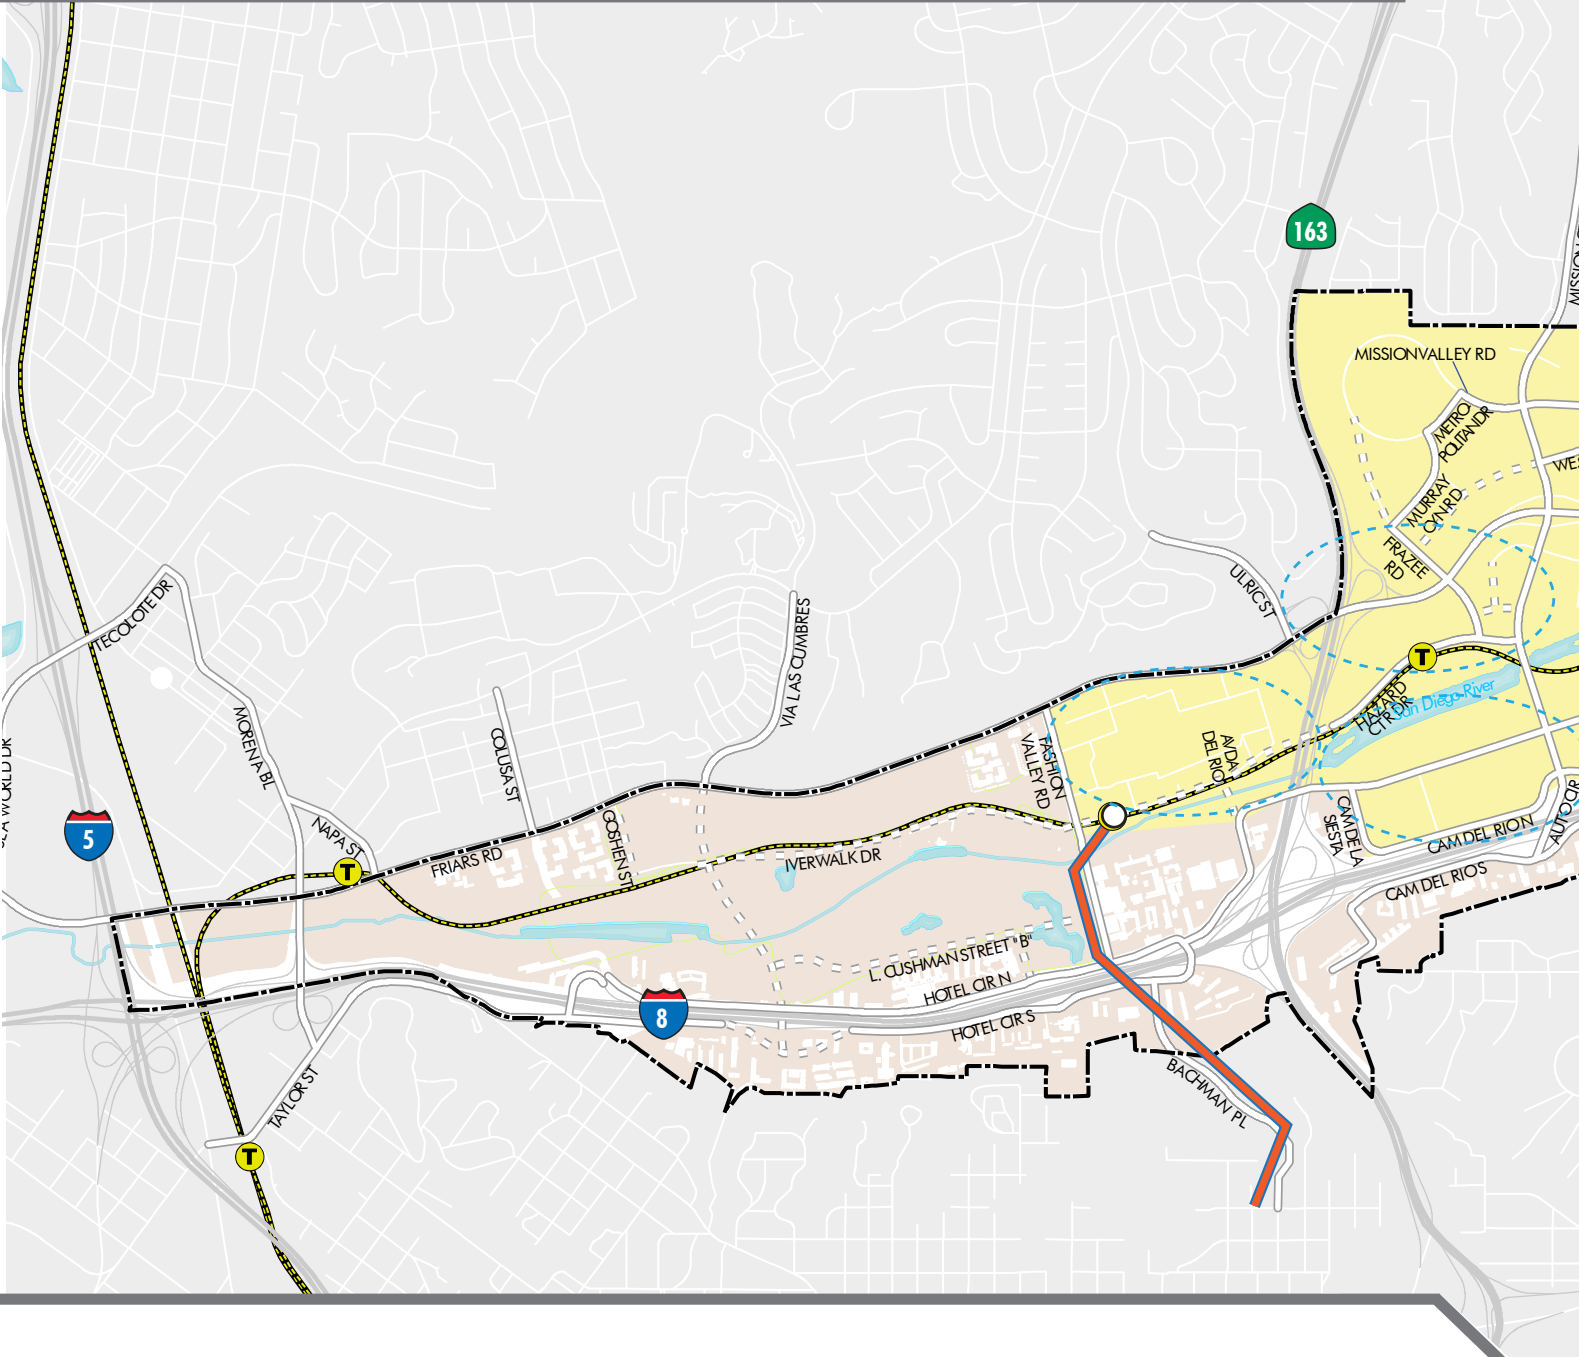 163
MISSION VALLEY RD
METRO
POLITAN DR
MURRAY
CYN RD
FRAZEE
RD
ULRIC ST
TECOLOTE DR
VIA LAS CUMBRES
T
HAZARD
CTR DR
San Diego River
MORENA BL
COLUSA ST
FASHION
VALLEY RD
AVDA
DEL RIO
5
NAPA ST
GOSHEN ST
CAM DE LA
SIESTA
CAM DEL RIO N
T
FRIARS RD
IVERWALK DR
CAM DEL RIO S
L. CUSHMAN STREET "B"
HOTEL CIR N
8
HOTEL CIR S
TAYLOR ST
BACHMAN PL
T